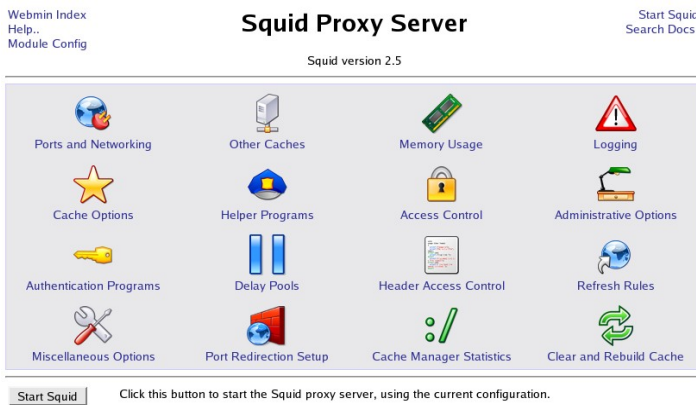 Webmin Index
Help..
Module Config
Squid Proxy Server
Squid version 2.5
Start Squid
Search Docs
Ports and Networking
Other Caches
Memory Usage
Logging
Cache Options
Helper Programs
Access Control
Administrative Options
Authentication Programs
Delay Pools
Header Access Control
Refresh Rules
Miscellaneous Options
Port Redirection Setup
Cache Manager Statistics
Clear and Rebuild Cache
Start Squid
Click this button to start the Squid proxy server, using the current configuration.